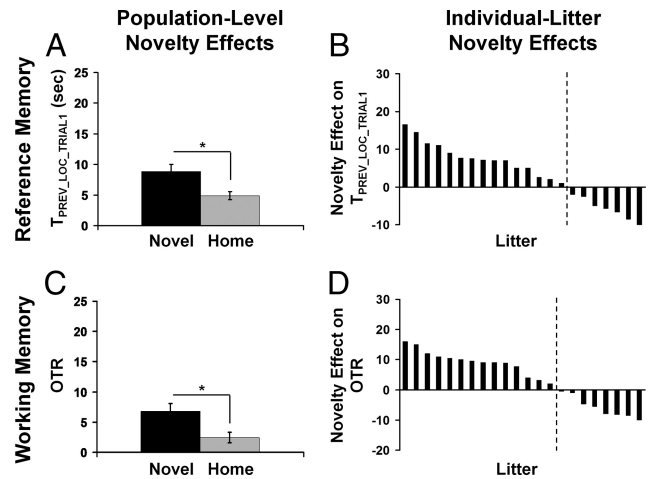 Population-Level
Novelty Effects
Individual-Litter
Novelty Effects
Reference Memory
A
T_PREV_LOC_TRIAL1 (sec)
25
20
15
10
5
0
*
Novel Home
B
Novelty Effect on
T_PREV_LOC_TRIAL1
30
20
10
0
-10
Litter
Working Memory
C
OTR
25
20
15
10
5
0
*
Novel Home
D
Novelty Effect on
OTR
30
20
10
0
-10
-20
Litter